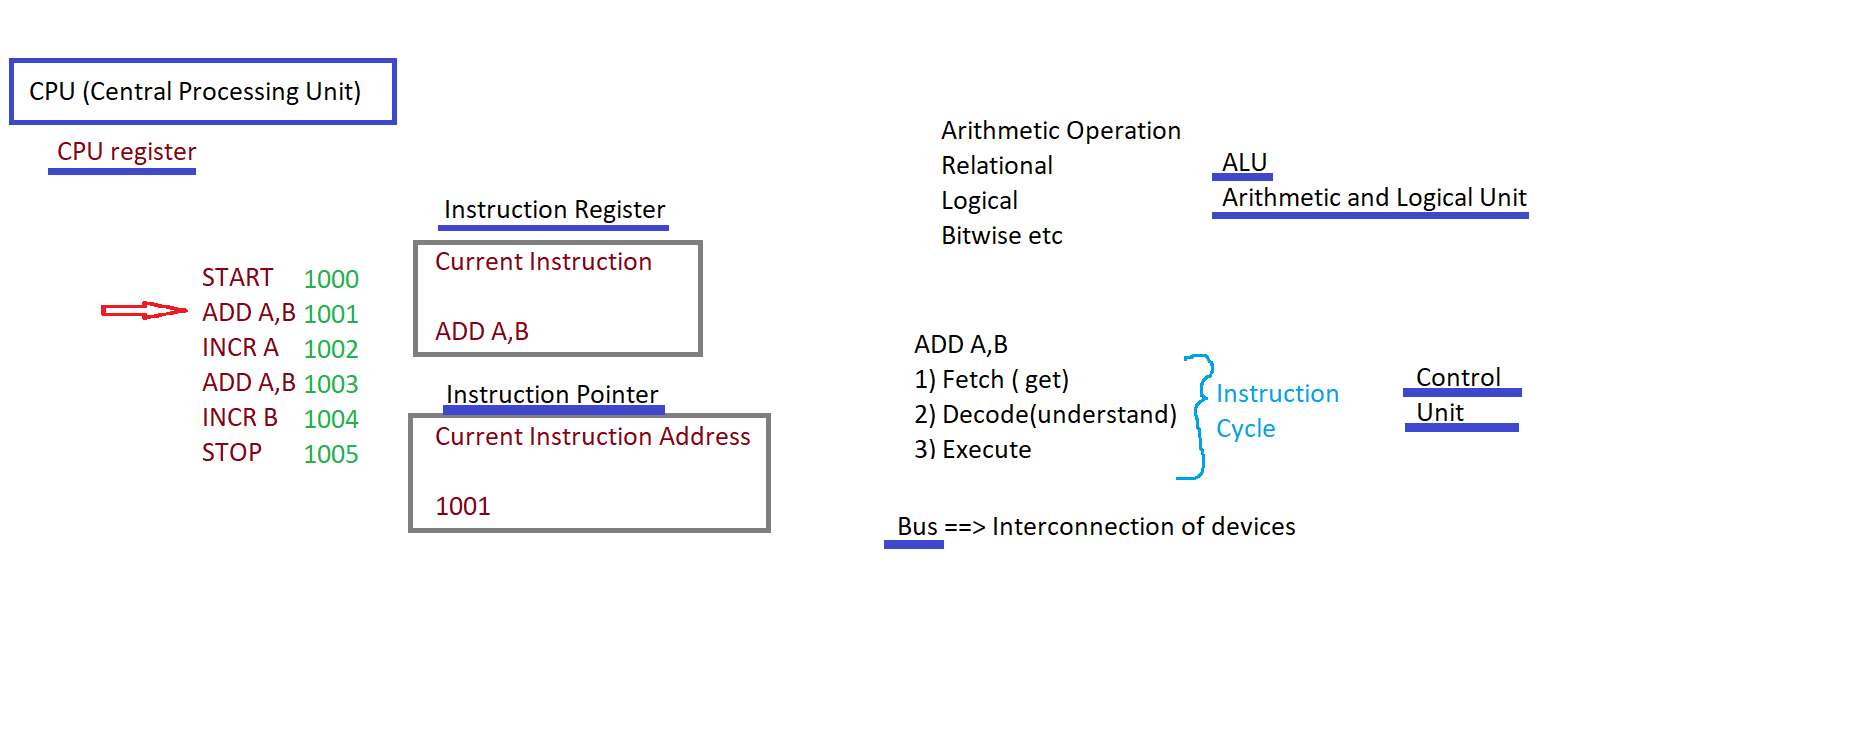 CPU (Central Processing Unit)
CPU register
Instruction Register
Current Instruction
ADD A,B
START 1000
ADD A,B 1001
INCR A 1002
ADD A,B 1003
INCR B 1004
STOP 1005
Instruction Pointer
Current Instruction Address
1001
Arithmetic Operation
Relational
Logical
Bitwise etc
ALU
Arithmetic and Logical Unit
ADD A,B
1) Fetch ( get)
2) Decode(understand)
3) Execute
Instruction
Cycle
Control
Unit
Bus ==> Interconnection of devices